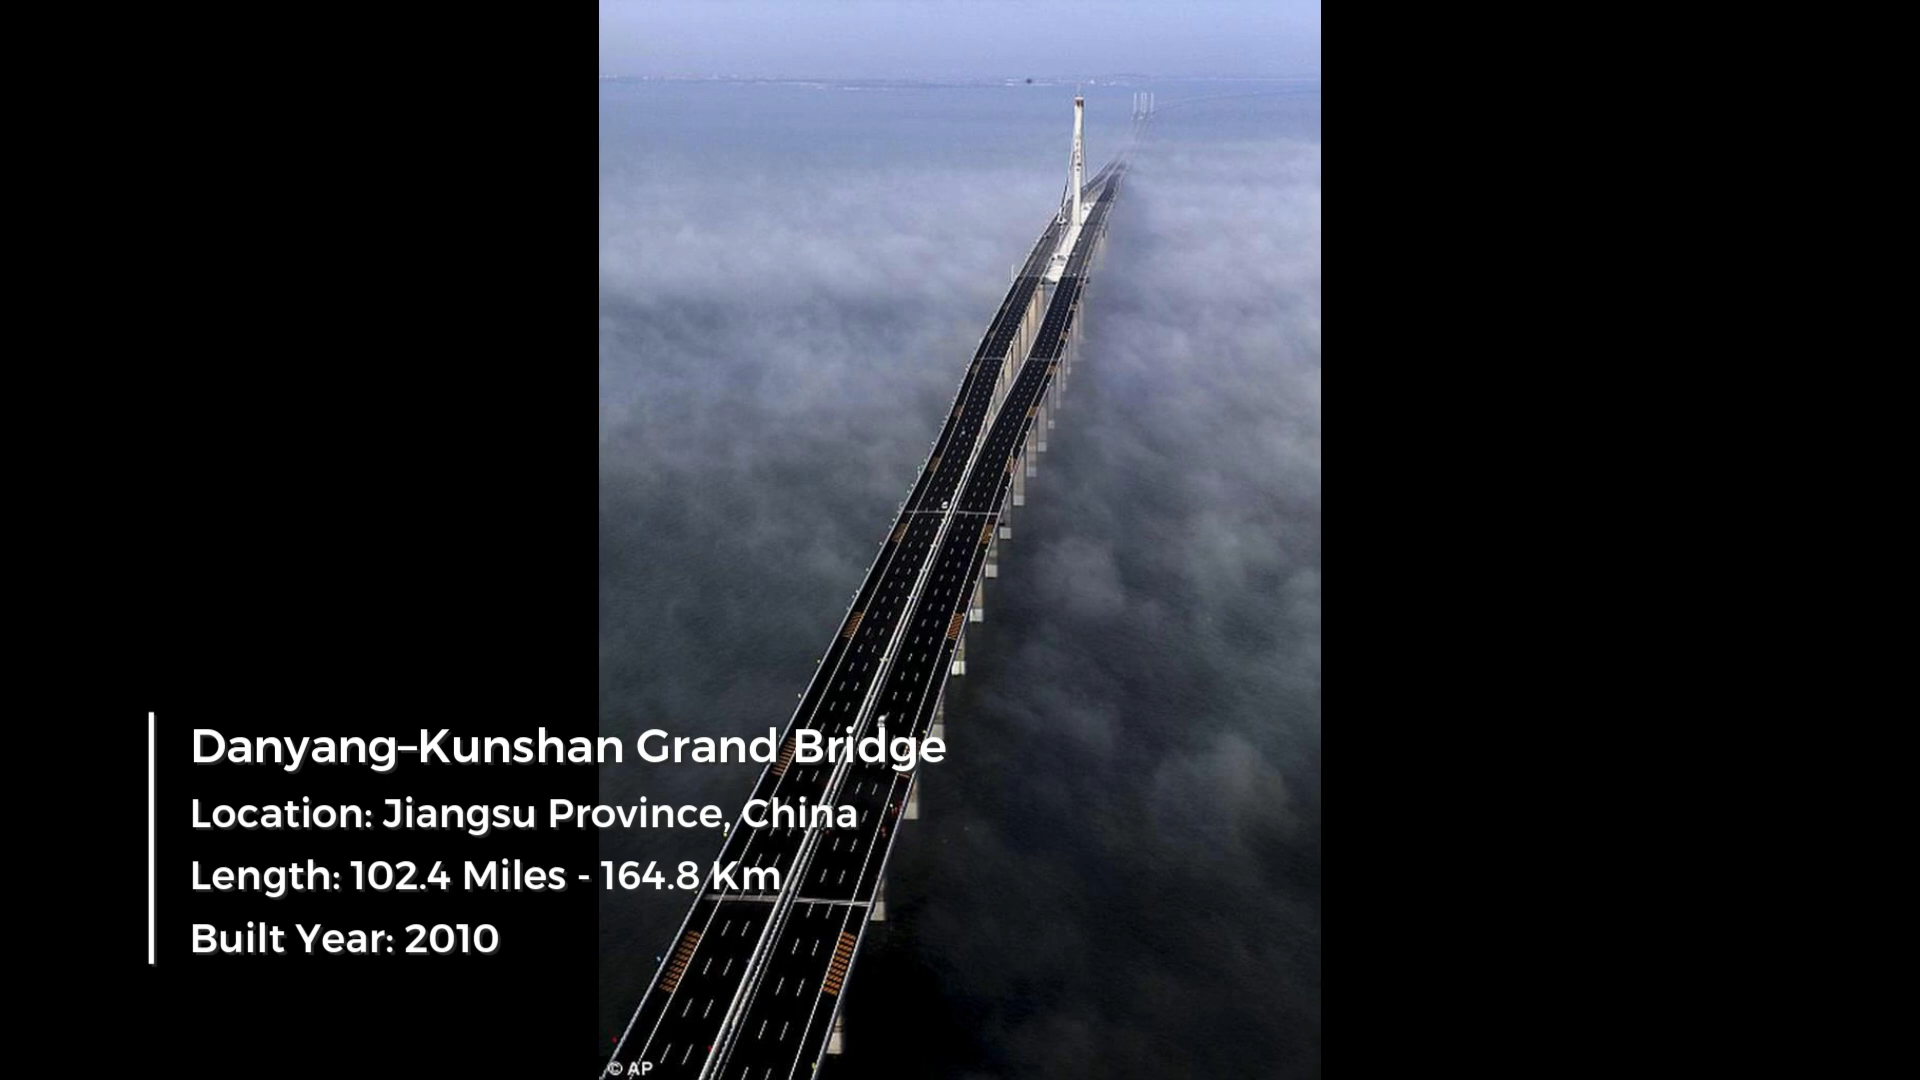 Danyang–Kunshan Grand Bridge
Location: Jiangsu Province, China
Length: 102.4 Miles - 164.8 Km
Built Year: 2010
© AP